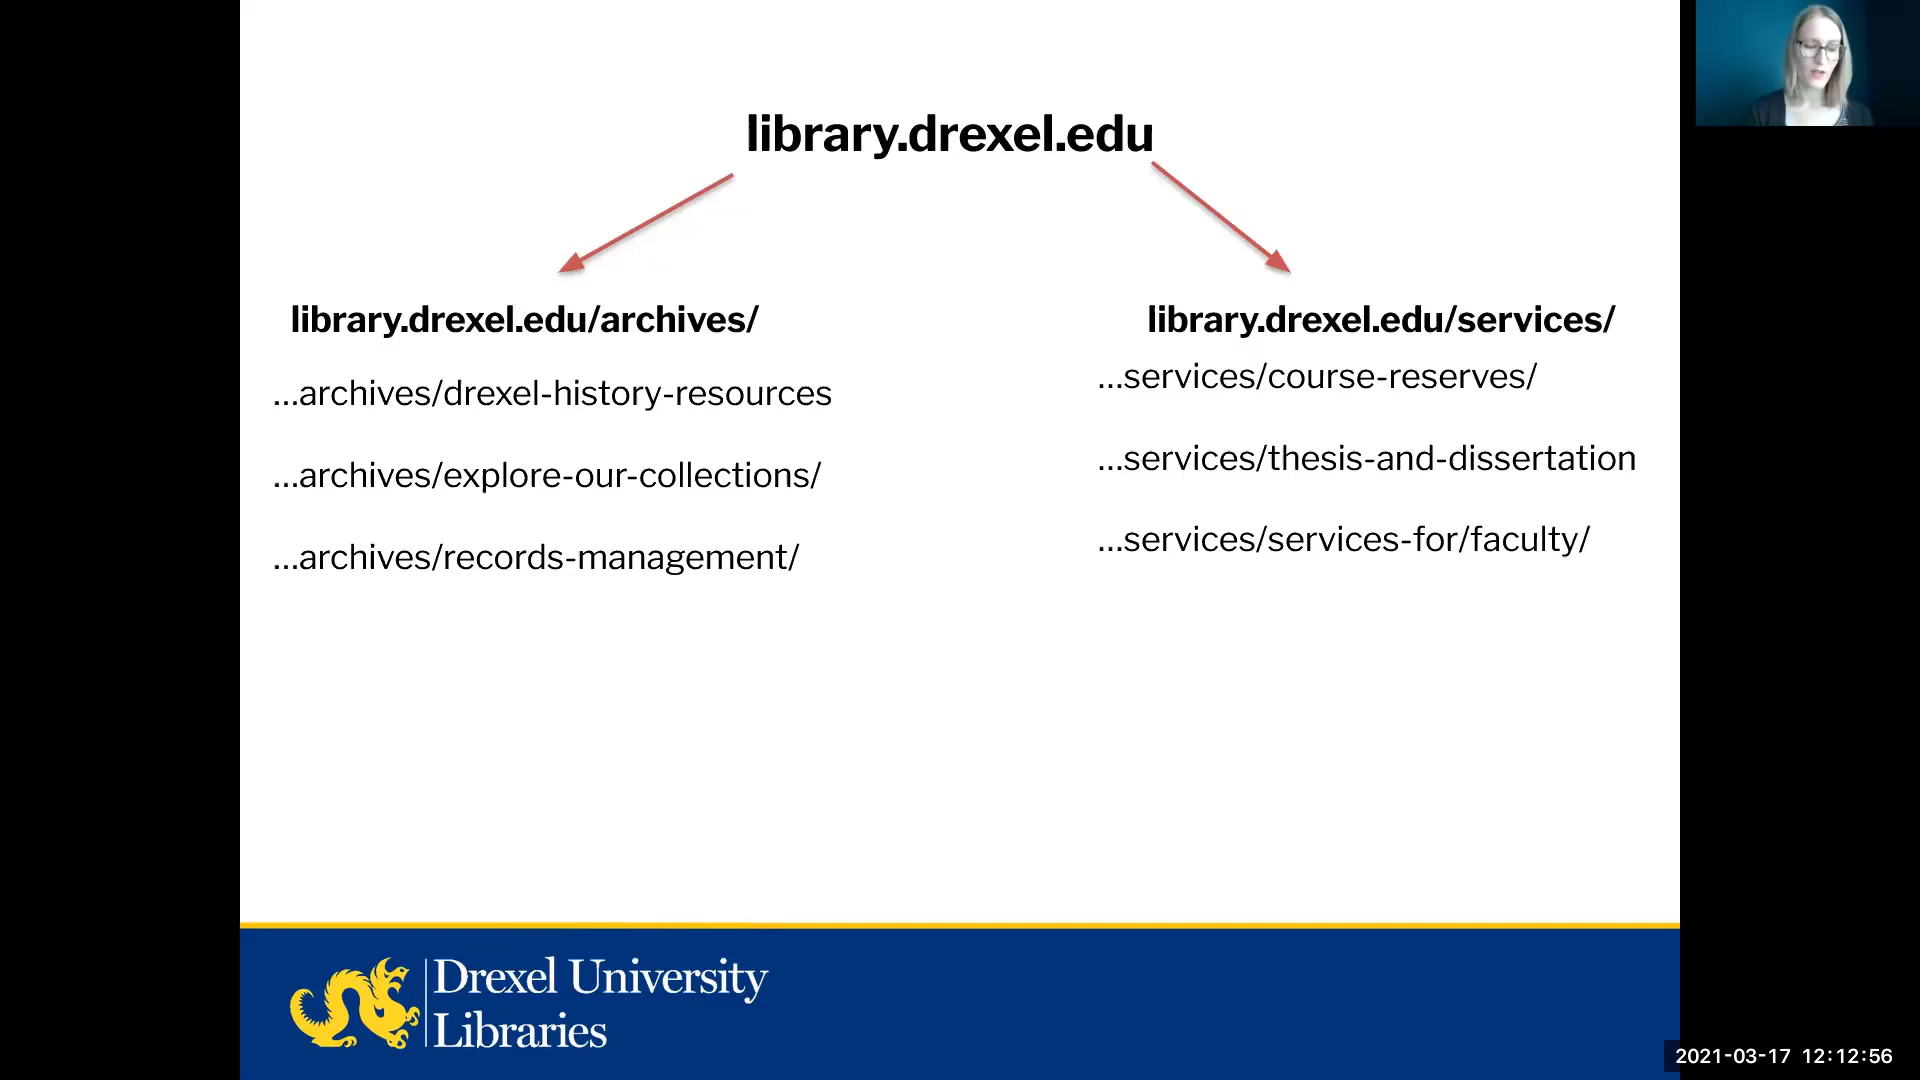 library.drexel.edu
library.drexel.edu/archives/
...archives/drexel-history-resources
...archives/explore-our-collections/
...archives/records-management/
library.drexel.edu/services/
...services/course-reserves/
...services/thesis-and-dissertation
...services/services-for/faculty/
Drexel University
Libraries
2021-03-17 12:12:56